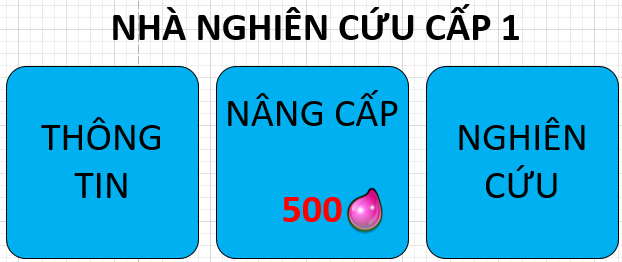 NHÀ NGHIÊN CỨU CẤP 1
THÔNG
TIN
NÂNG CẤP
500
NGHIÊN
CỨU